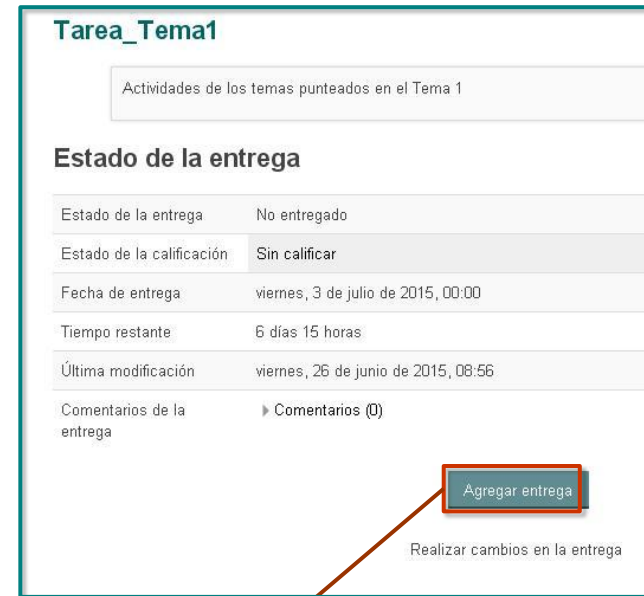 Tarea_Tema1
Actividades de los temas punteados en el Tema 1
Estado de la entrega
Estado de la entrega No entregado
Estado de la calificación Sin calificar
Fecha de entrega viernes, 3 de julio de 2015, 00:00
Tiempo restante 6 días 15 horas
Última modificación viernes, 26 de junio de 2015, 08:56
Comentarios de la Comentarios (0)
entrega
Agregar entrega
Realizar cambios en la entrega